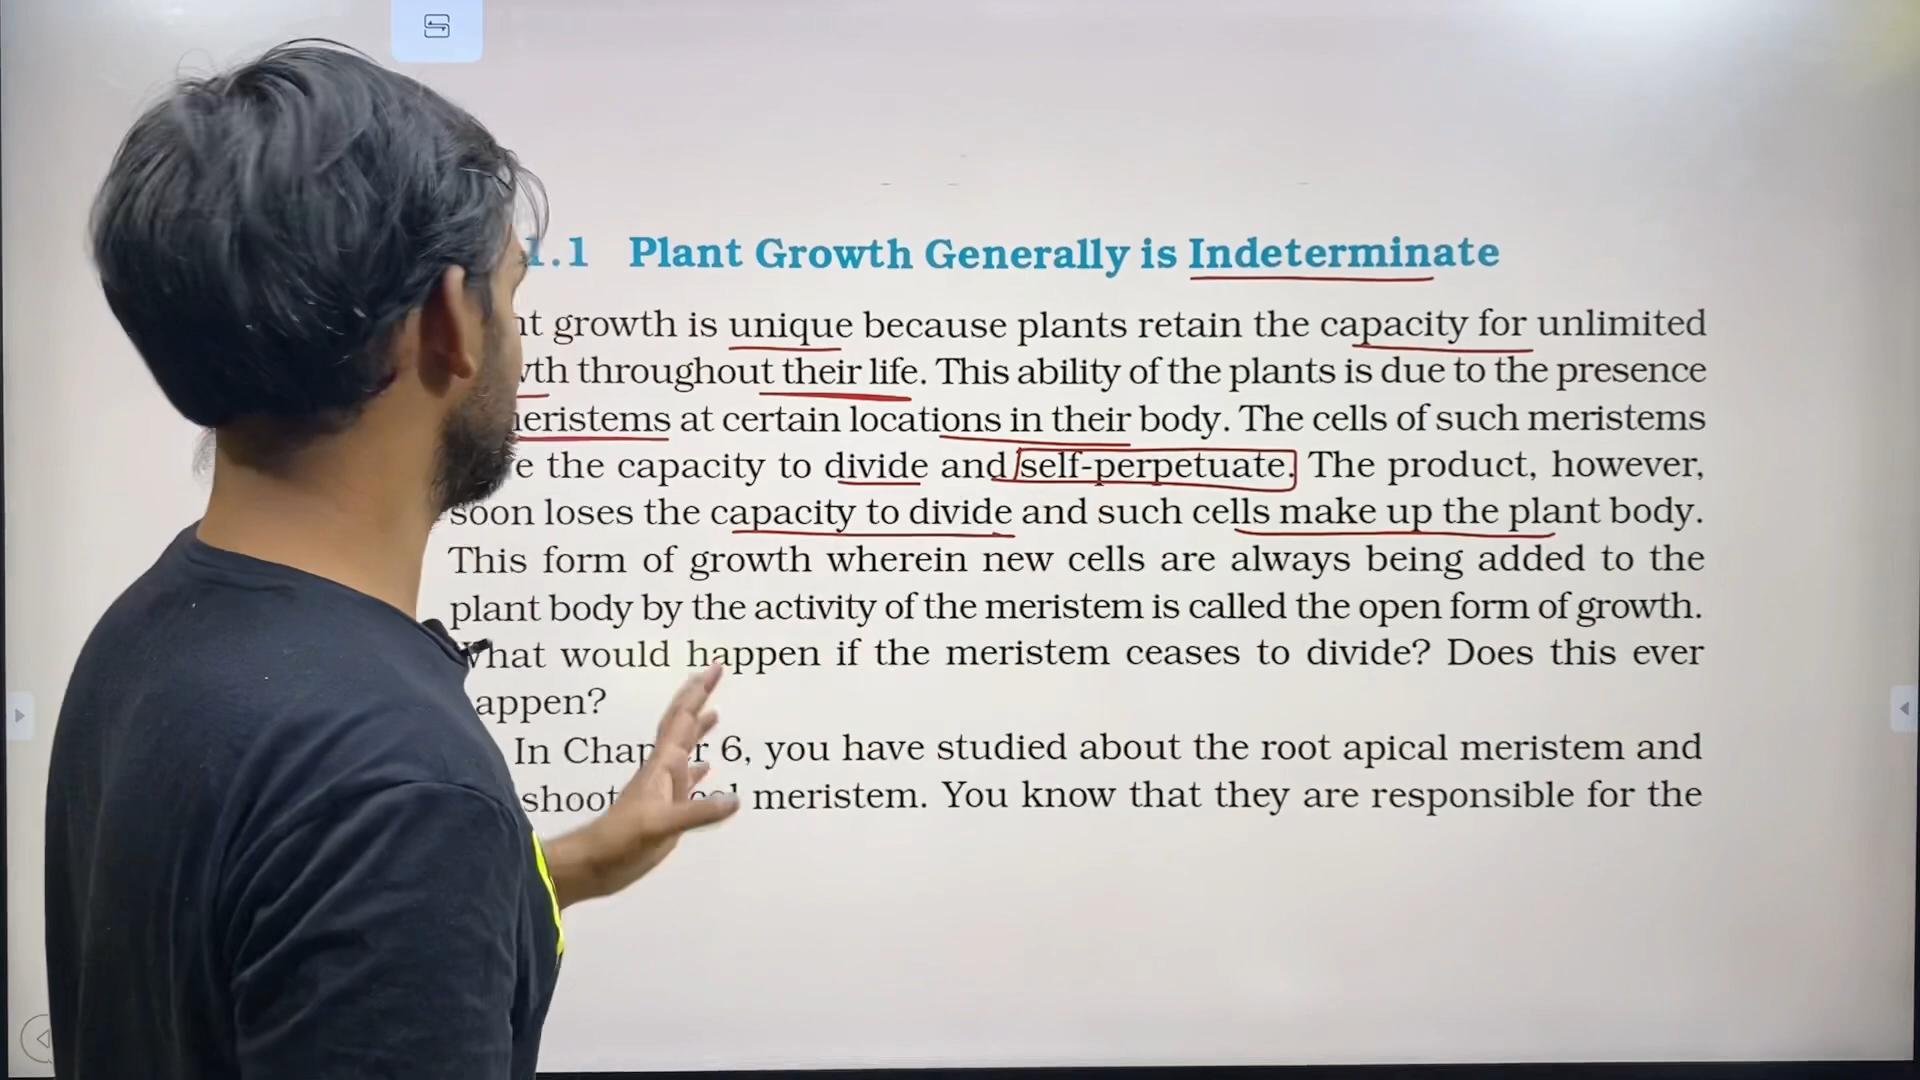 .1 Plant Growth Generally is Indeterminate
growth is unique because plants retain the capacity for unlimited
throughout their life. This ability of the plants is due to the presence
at certain locations in their body. The cells of such meristems
the capacity to divide and self-perpetuate. The product, however,
soon loses the capacity to divide and such cells make up the plant body.
This form of growth wherein new cells are always being added to the
plant body by the activity of the meristem is called the open form of growth.
What would happen if the meristem ceases to divide? Does this ever
appen?
In 6, you have studied about the root apical meristem and
shoot meristem. You know that they are responsible for the